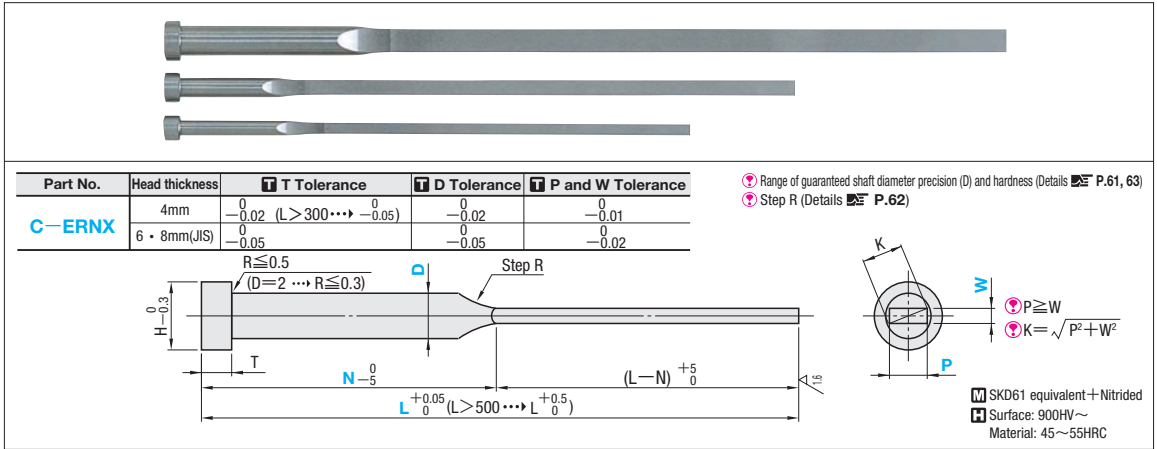 Part No. Head thickness T T Tolerance T D Tolerance T P and W Tolerance
C－ERNX
4mm 0 －0.02 (L＞300 ····▸ 0 －0.05) 0 －0.02 0 －0.01
6・8mm(JIS) 0 －0.05 0 －0.05 0 －0.02
Range of guaranteed shaft diameter precision (D) and hardness (Details P.61, 63)
Step R (Details P.62)
R≦0.5
(D＝2 ····▸ R≦0.3)
D
Step R
H 0 －0.3
T
N 0 －5
(L－N) +5 0
L +0.05 0 (L＞500 ····▸ L +0.5 0)
1.6
K
W
P
P≧W
K＝√P²＋W²
M SKD61 equivalent＋Nitrided
H Surface: 900HV～
Material: 45～55HRC